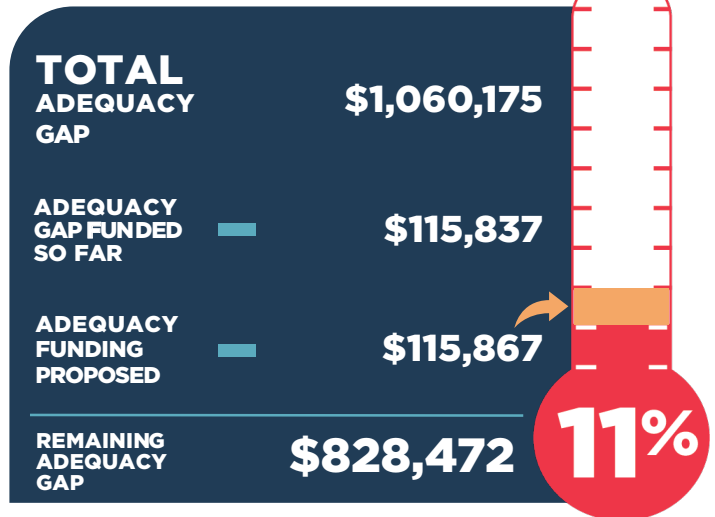 TOTAL
ADEQUACY
GAP
$1,060,175
ADEQUACY
GAP FUNDED
SO FAR
$115,837
ADEQUACY
FUNDING
PROPOSED
$115,867
REMAINING
ADEQUACY
GAP
$828,472
11%